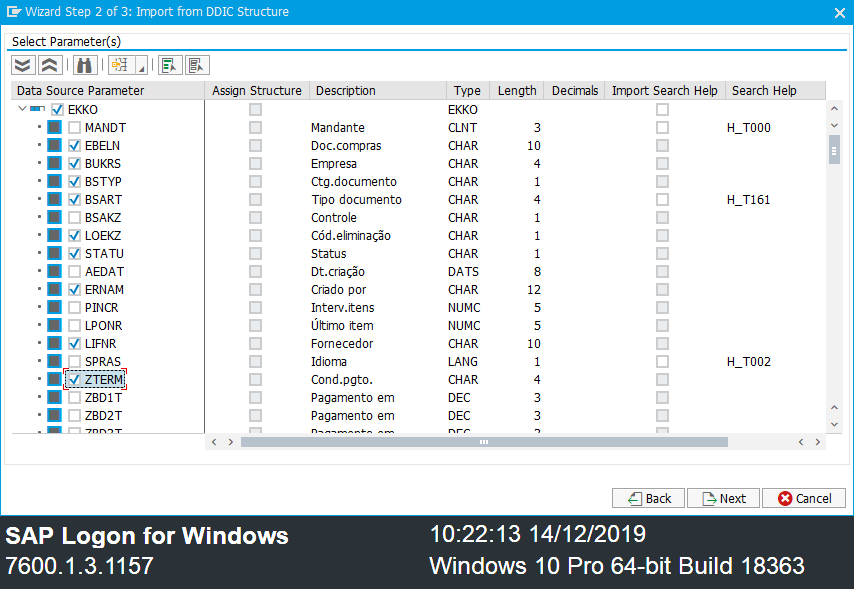 Wizard Step 2 of 3: Import from DDIC Structure
Select Parameter(s)
Data Source Parameter Assign Structure Description Type Length Decimals Import Search Help Search Help
EKKO EKKO
MANDT Mandante CLNT 3 H_T000
EBELN Doc.compras CHAR 10
BUKRS Empresa CHAR 4
BSTYP Ctg.documento CHAR 1
BSART Tipo documento CHAR 4 H_T161
BSAKZ Controle CHAR 1
LOEKZ Cód.eliminação CHAR 1
STATU Status CHAR 1
AEDAT Dt.criação DATS 8
ERNAM Criado por CHAR 12
PINCR Interv.itens NUMC 5
LPONR Último item NUMC 5
LIFNR Fornecedor CHAR 10
SPRAS Idioma LANG 1 H_T002
ZTERM Cond.pgto. CHAR 4
ZBD1T Pagamento em DEC 3
ZBD2T Pagamento em DEC 3
ZBD3T Pagamento em DEC 3
Back Next Cancel
SAP Logon for Windows 10:22:13 14/12/2019
7600.1.3.1157 Windows 10 Pro 64-bit Build 18363